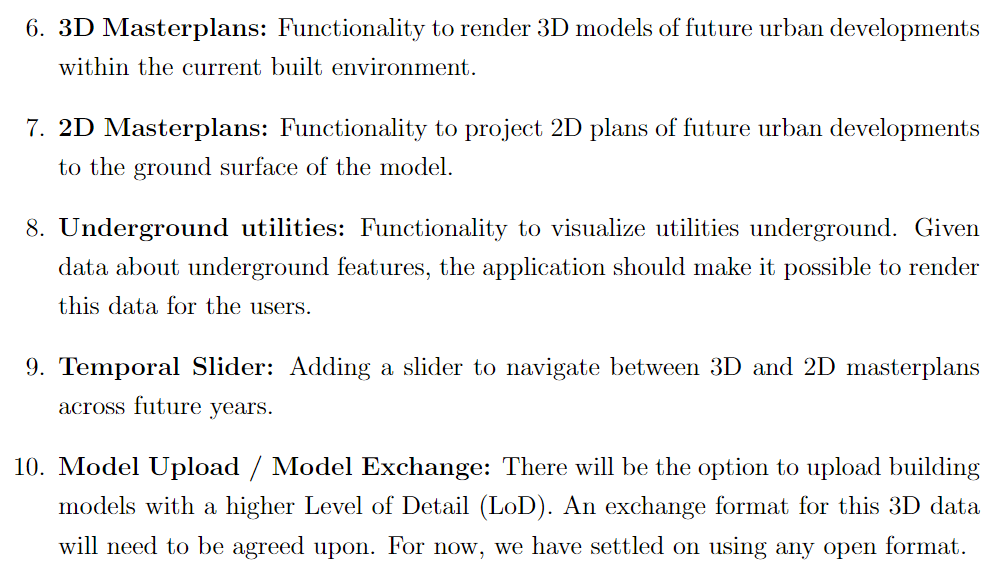 6. 3D Masterplans: Functionality to render 3D models of future urban developments
within the current built environment.
7. 2D Masterplans: Functionality to project 2D plans of future urban developments
to the ground surface of the model.
8. Underground utilities: Functionality to visualize utilities underground. Given
data about underground features, the application should make it possible to render
this data for the users.
9. Temporal Slider: Adding a slider to navigate between 3D and 2D masterplans
across future years.
10. Model Upload / Model Exchange: There will be the option to upload building
models with a higher Level of Detail (LoD). An exchange format for this 3D data
will need to be agreed upon. For now, we have settled on using any open format.